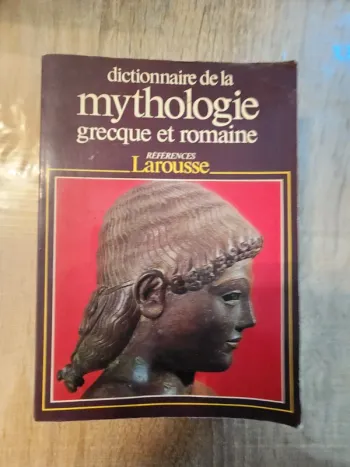 dictionnaire de la
mythologie
grecque et romaine
RÉFÉRENCES
Larousse